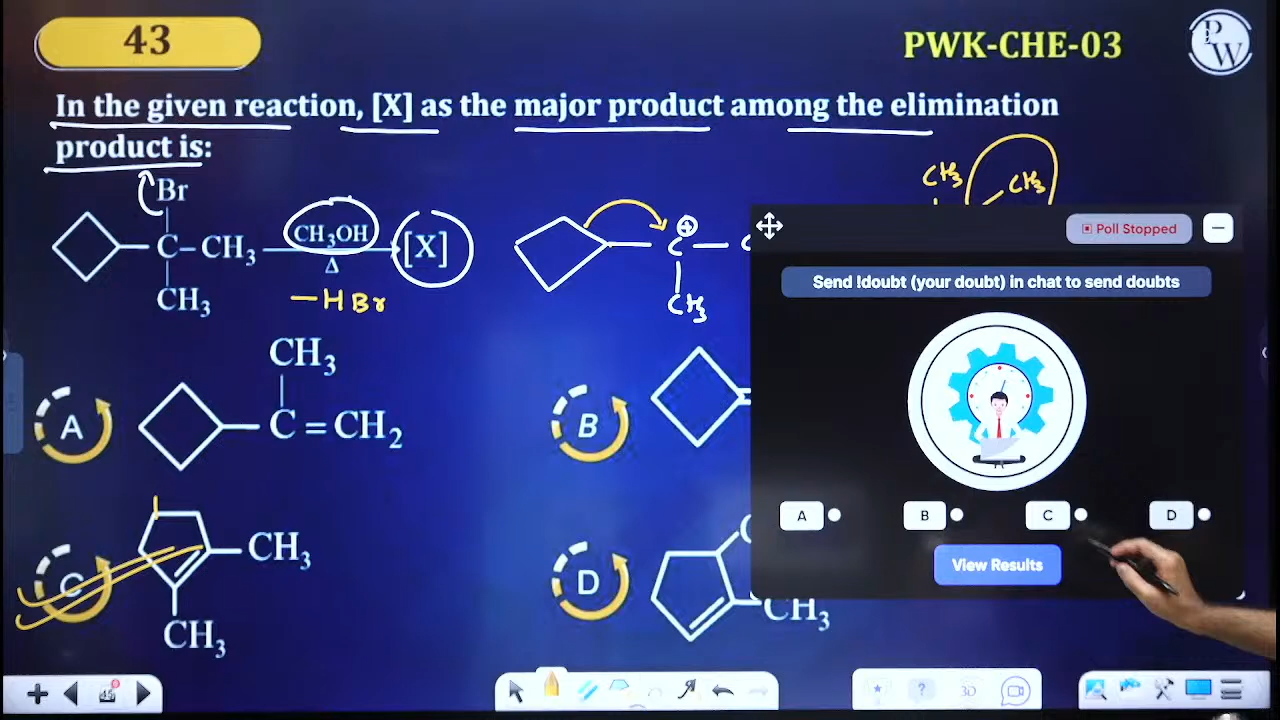 43
PWK-CHE-03
PW
In the given reaction, [X] as the major product among the elimination
product is:
Br
C–CH₃
CH₃
CH₃OH
Δ
[X]
–HBr
⊕
C –
CH₃
CH₃
CH₃
Poll Stopped
Send !doubt (your doubt) in chat to send doubts
A
CH₃
C=CH₂
B
C
CH₃
CH₃
D
CH₃
A
B
C
D
View Results
3D